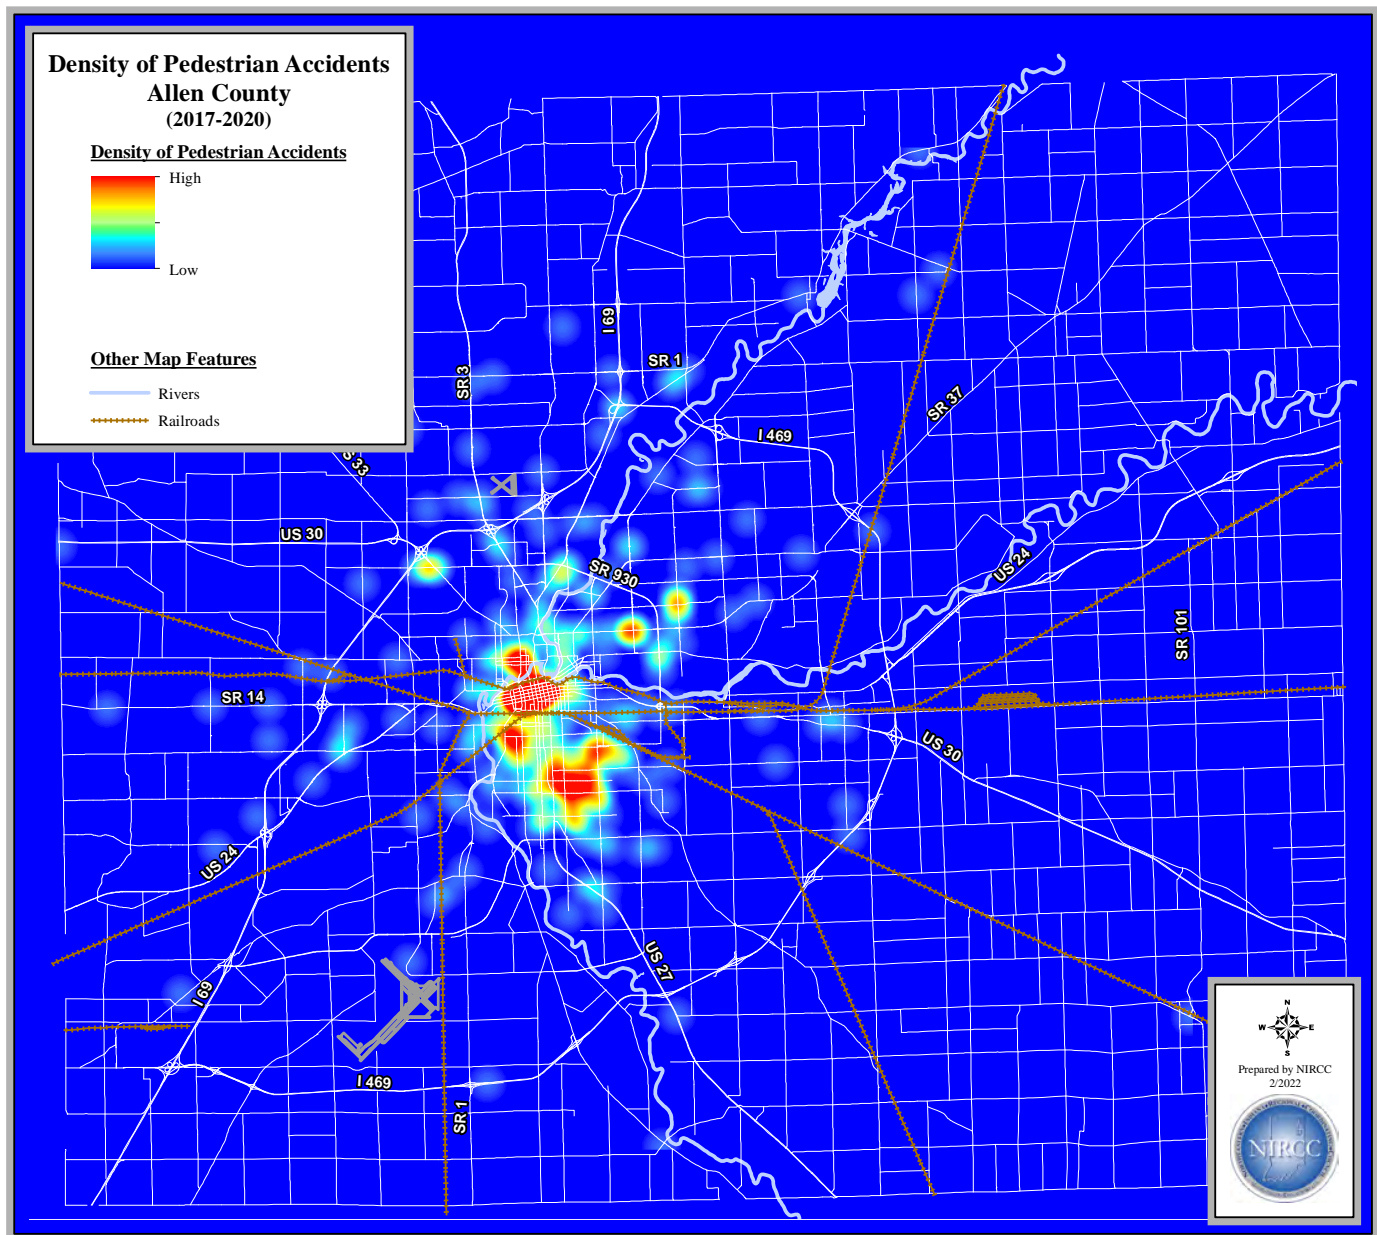 Density of Pedestrian Accidents
Allen County
(2017-2020)
Density of Pedestrian Accidents
High
Low
Other Map Features
Rivers
Railroads
I 69
SR 1
SR 3
SR 37
I 469
S 33
US 30
SR 930
US 24
SR 101
SR 14
US 30
US 24
US 27
I 69
I 469
SR 1
N
W E
S
Prepared by NIRCC
2/2022
NIRCC